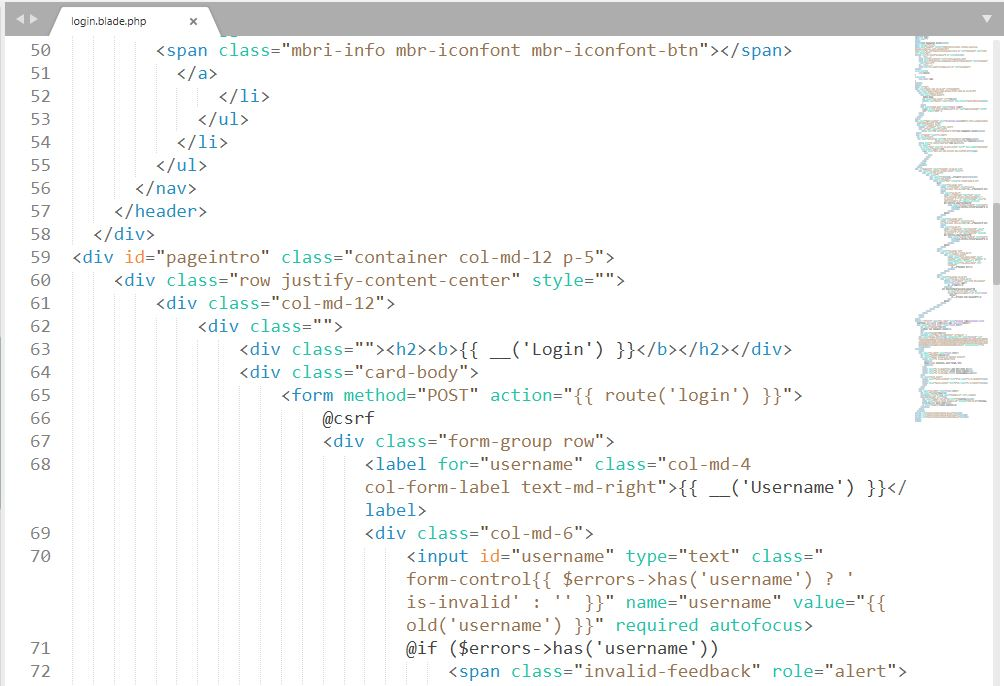 login.blade.php ×
50 <span class="mbri-info mbr-iconfont mbr-iconfont-btn"></span>
51 </a>
52 </li>
53 </ul>
54 </li>
55 </ul>
56 </nav>
57 </header>
58 </div>
59 <div id="pageintro" class="container col-md-12 p-5">
60 <div class="row justify-content-center" style="">
61 <div class="col-md-12">
62 <div class="">
63 <div class=""><h2><b>{{ __('Login') }}</b></h2></div>
64 <div class="card-body">
65 <form method="POST" action="{{ route('login') }}">
66 @csrf
67 <div class="form-group row">
68 <label for="username" class="col-md-4
col-form-label text-md-right">{{ __('Username') }}</
label>
69 <div class="col-md-6">
70 <input id="username" type="text" class="
form-control{{ $errors->has('username') ? '
is-invalid' : '' }}" name="username" value="{{
old('username') }}" required autofocus>
71 @if ($errors->has('username'))
72 <span class="invalid-feedback" role="alert">